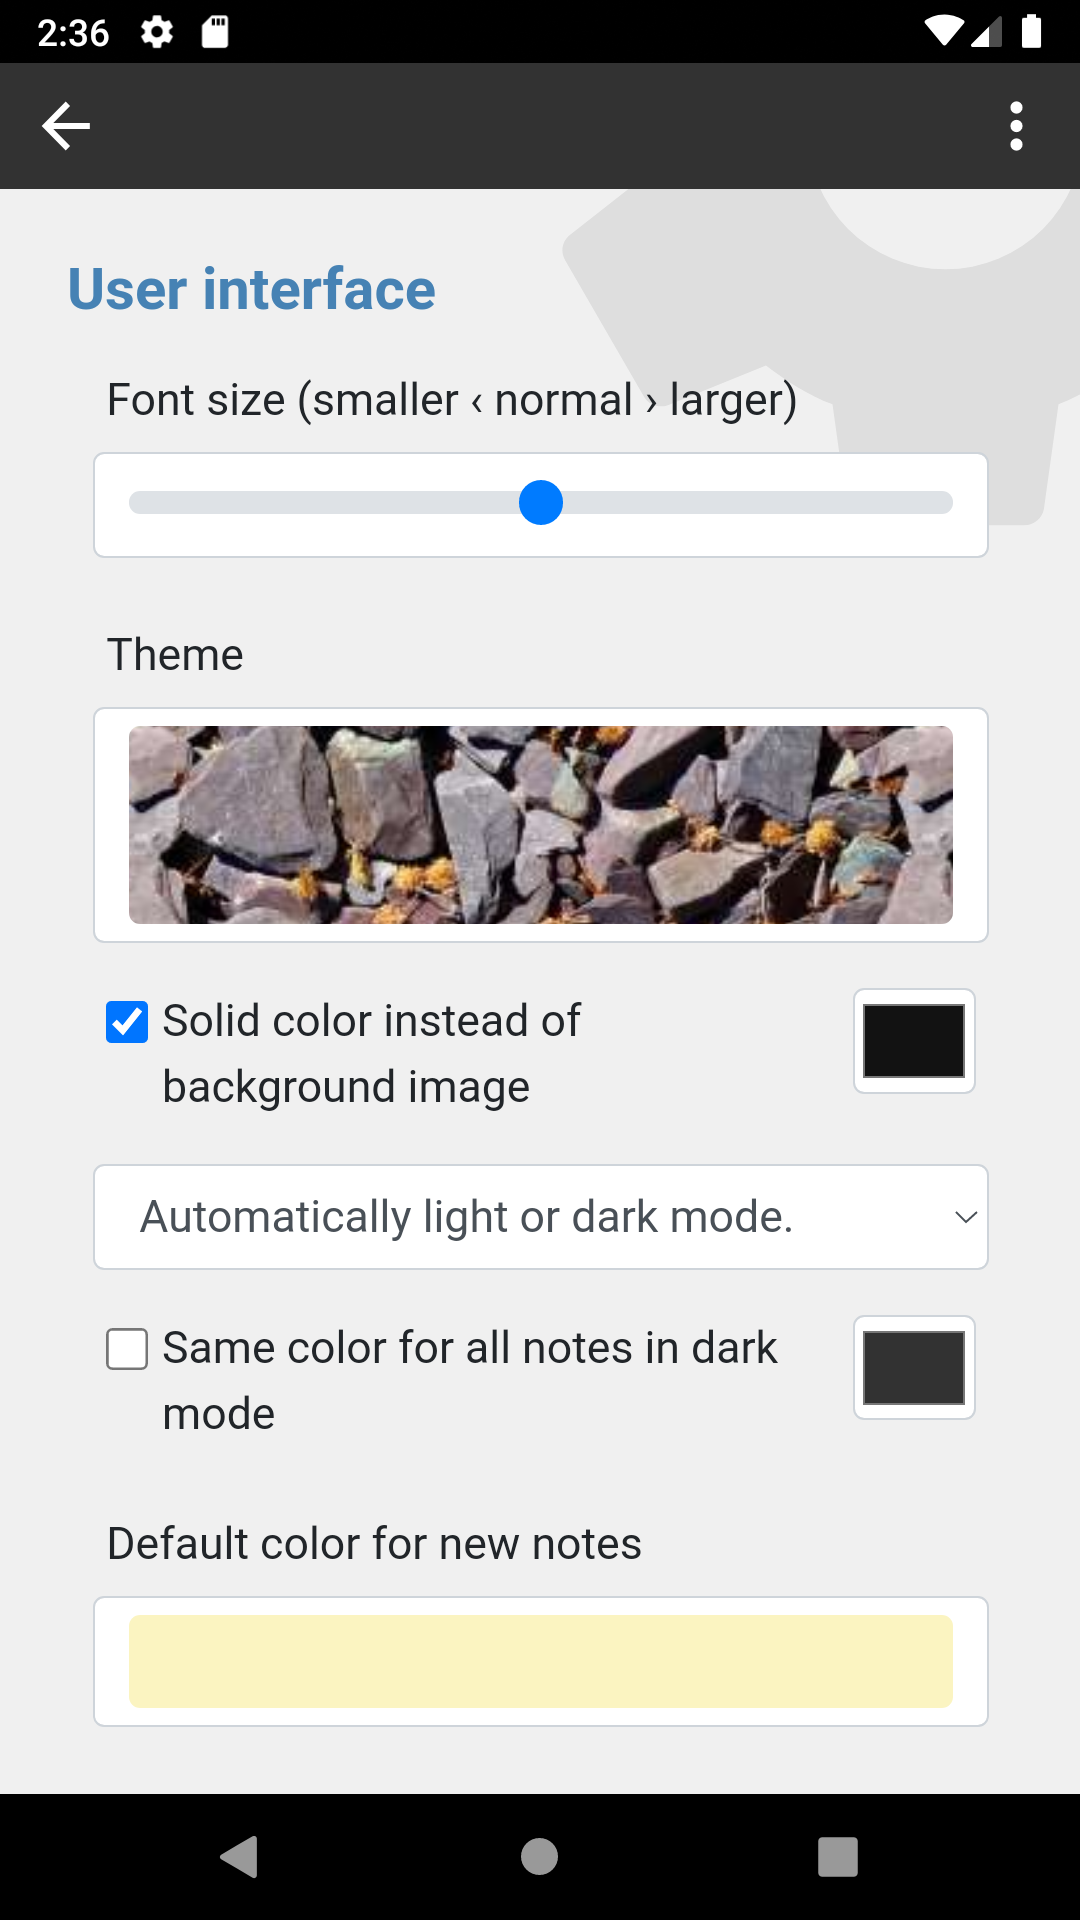 2:36
User interface
Font size (smaller ‹ normal › larger)
Theme
Solid color instead of
background image
Automatically light or dark mode.
Same color for all notes in dark
mode
Default color for new notes